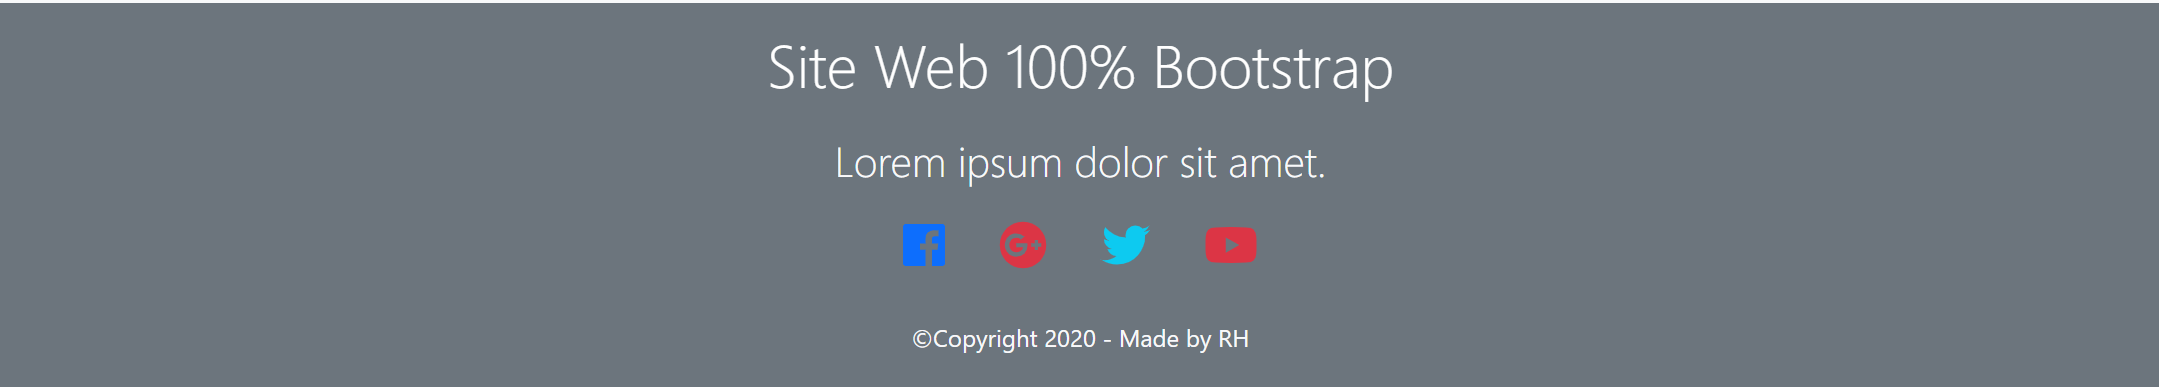 Site Web 100% Bootstrap
Lorem ipsum dolor sit amet.
©Copyright 2020 - Made by RH